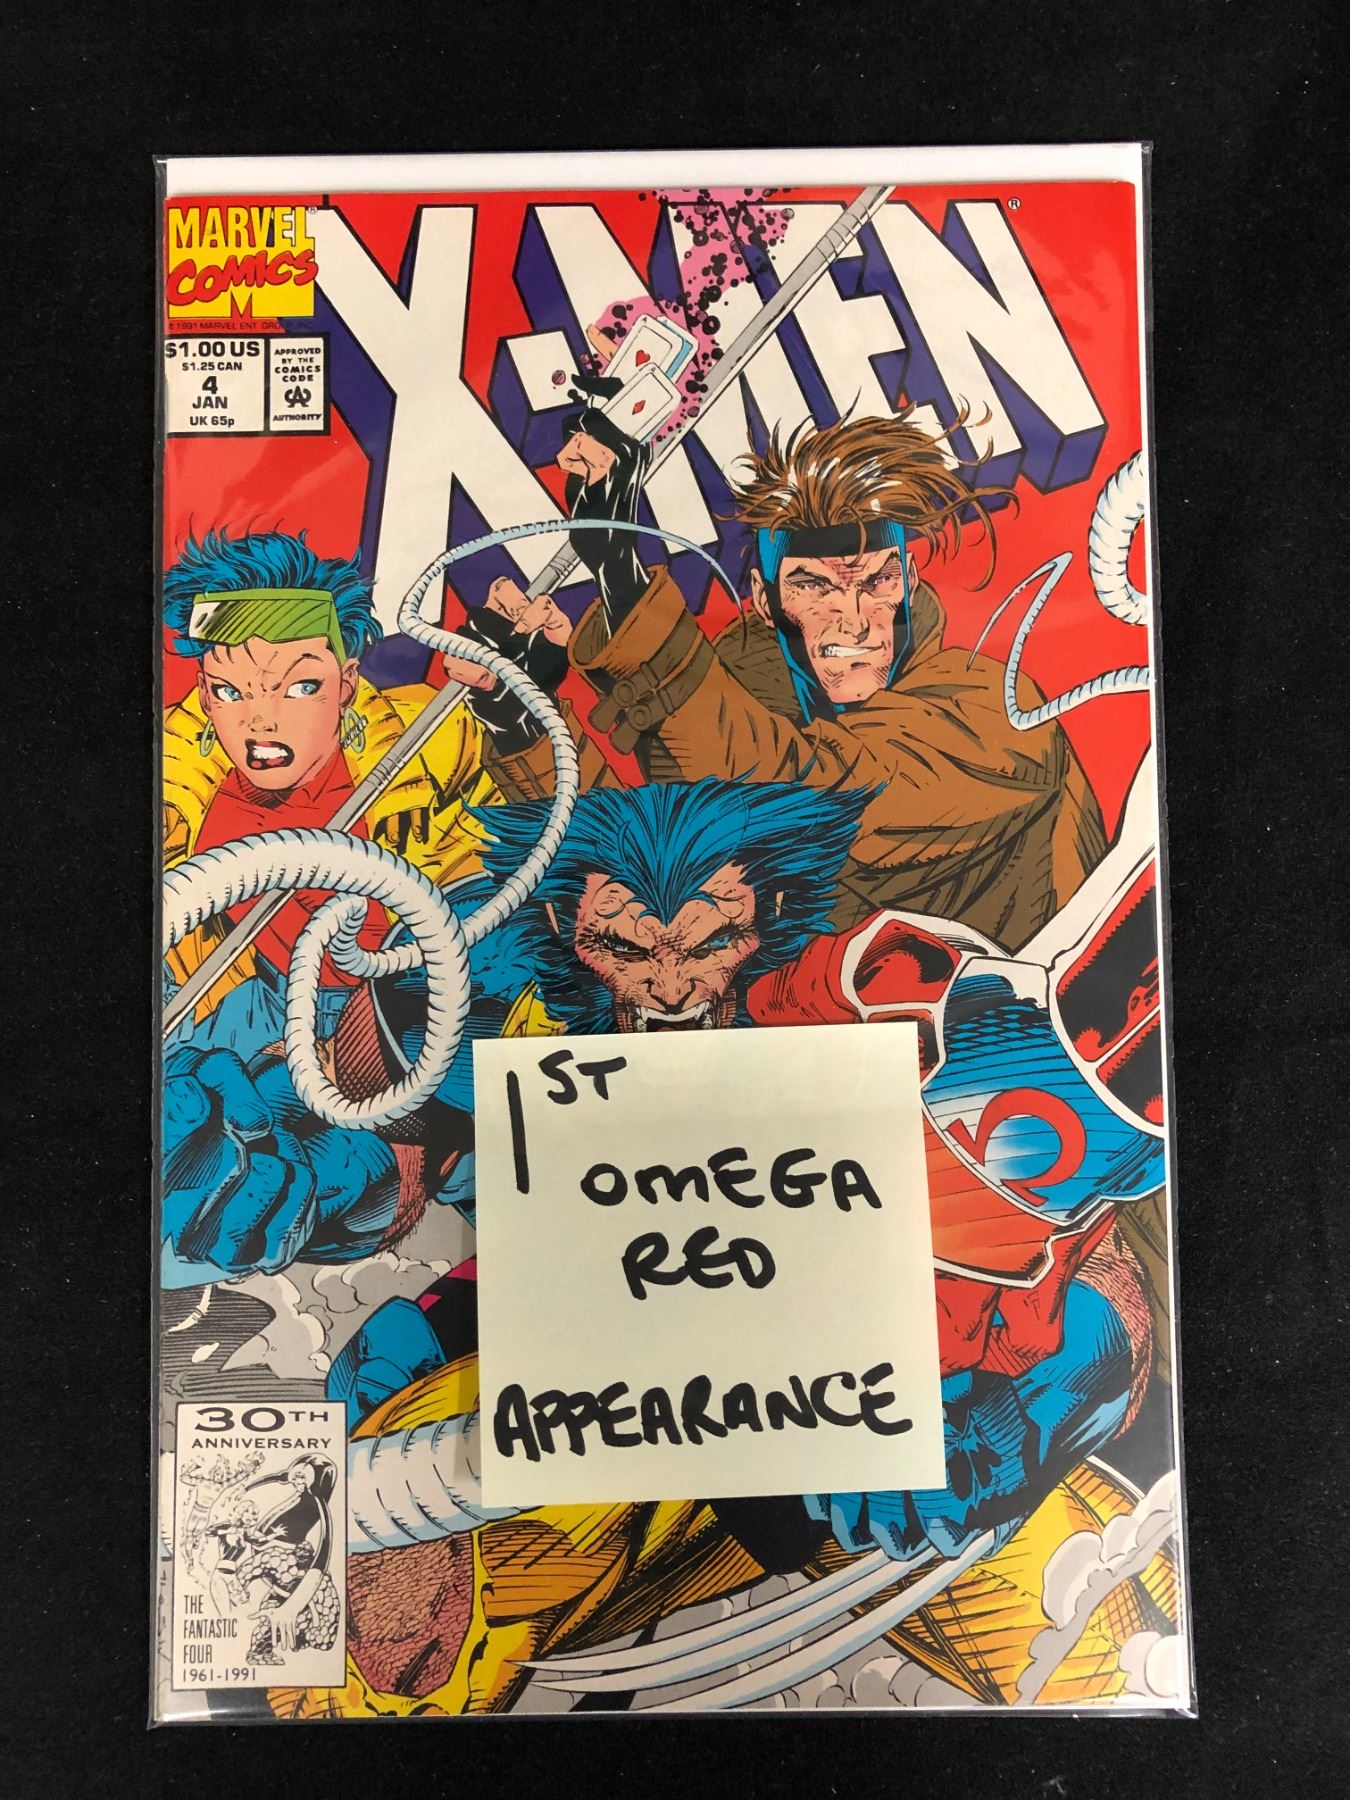 MARVEL
COMICS
M
© 1991 MARVEL ENT GROUP, INC
$1.00 US
$1.25 CAN
4
JAN
UK 65p
APPROVED
BY THE
COMICS
CODE
CA
AUTHORITY
X-MEN®
1ST
OMEGA
RED
APPEARANCE
30TH
ANNIVERSARY
THE
FANTASTIC
FOUR
1961-1991